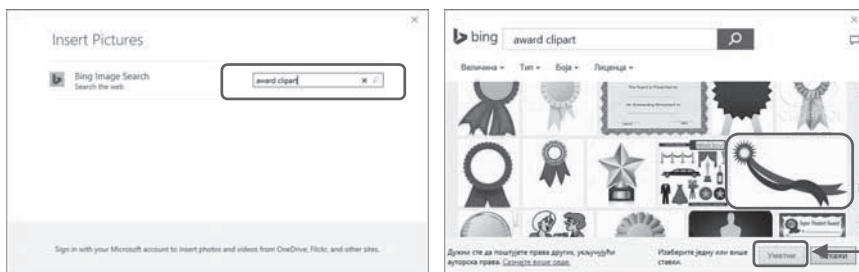 Insert Pictures
Bing Image Search
Search the web
award clipart
Sign in with your Microsoft account to insert photos and videos from OneDrive, Flickr, and other sites.
bing
award clipart
Величина
Тип
Боја
Лиценца
Дужни сте да поштујете права других, укључујући
ауторска права. Сазнајте више овде.
Изаберите једну или више
ставки.
Уметни